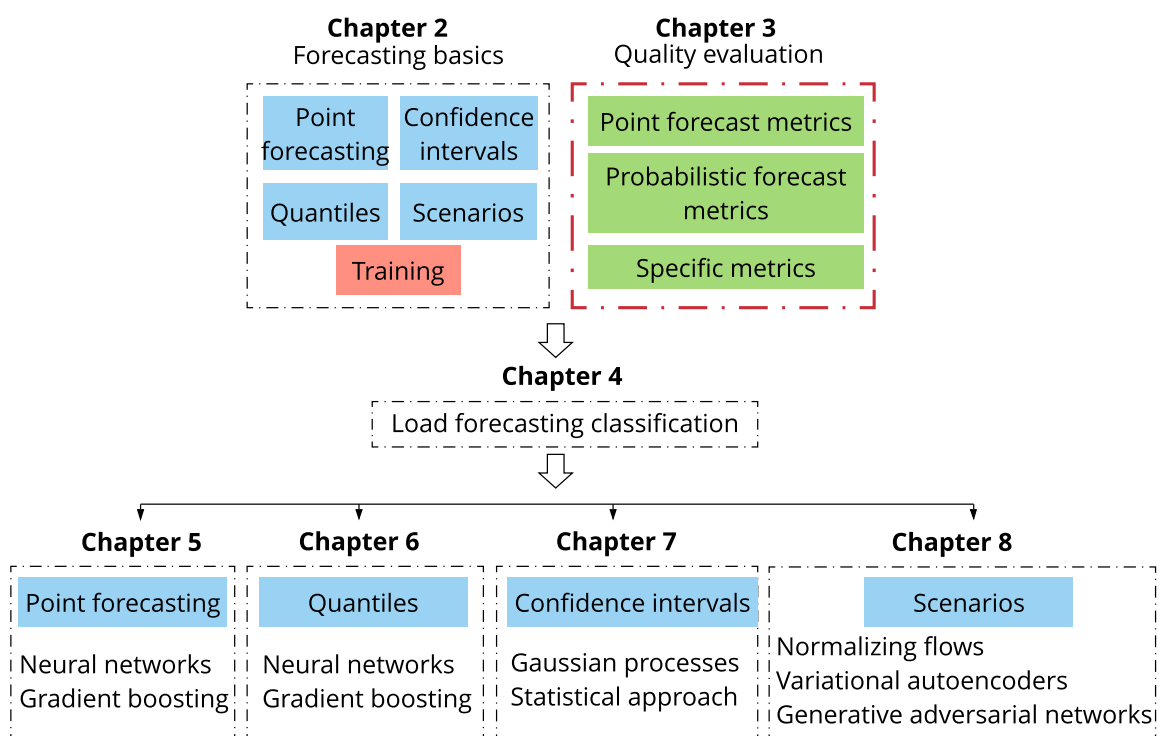 Chapter 2
Forecasting basics
Point
forecasting
Confidence
intervals
Quantiles
Scenarios
Training
Chapter 3
Quality evaluation
Point forecast metrics
Probabilistic forecast
metrics
Specific metrics
Chapter 4
Load forecasting classification
Chapter 5
Point forecasting
Neural networks
Gradient boosting
Chapter 6
Quantiles
Neural networks
Gradient boosting
Chapter 7
Confidence intervals
Gaussian processes
Statistical approach
Chapter 8
Scenarios
Normalizing flows
Variational autoencoders
Generative adversarial networks